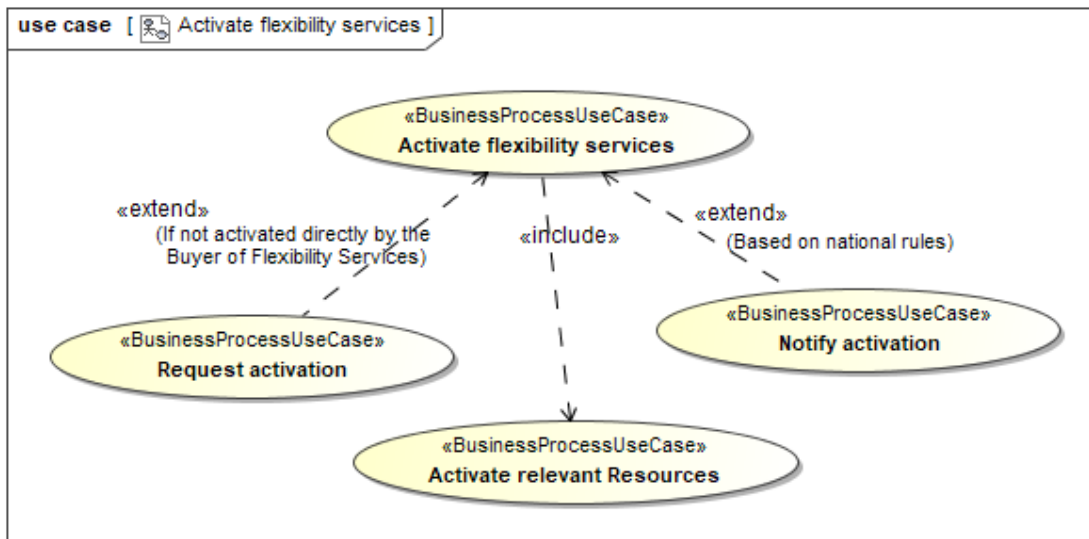 use case [ Activate flexibility services ]
«BusinessProcessUseCase»
Activate flexibility services
«extend»
(If not activated directly by the
Buyer of Flexibility Services)
«include»
«extend»
(Based on national rules)
«BusinessProcessUseCase»
Request activation
«BusinessProcessUseCase»
Notify activation
«BusinessProcessUseCase»
Activate relevant Resources